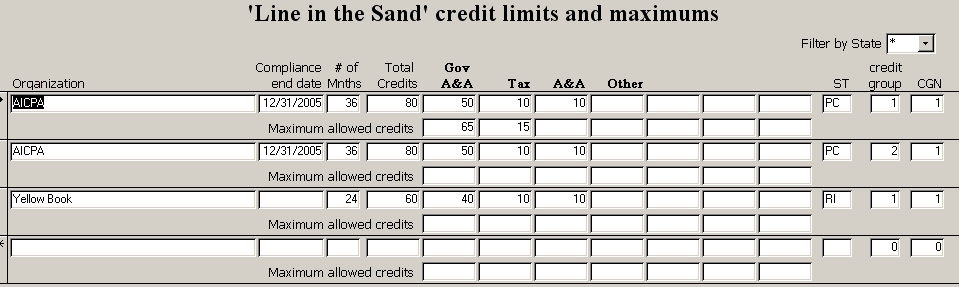 'Line in the Sand' credit limits and maximums
Filter by State *
Compliance # of Total Gov credit
Organization end date Mnths Credits A&A Tax A&A Other ST group CGN
AICPA 12/31/2005 36 80 50 10 10 PC 1 1
Maximum allowed credits 65 15
AICPA 12/31/2005 36 80 50 10 10 PC 2 1
Maximum allowed credits
Yellow Book 24 60 40 10 10 RI 1 1
Maximum allowed credits
* 0 0
Maximum allowed credits